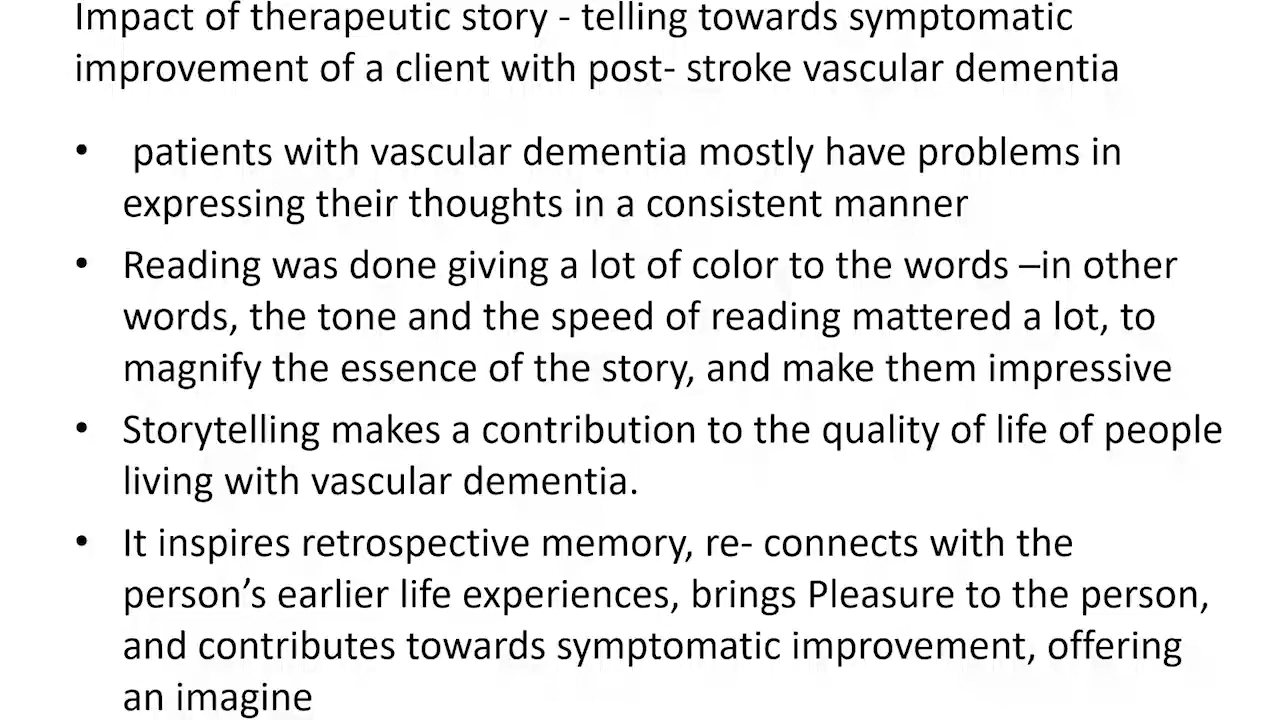 Impact of therapeutic story - telling towards symptomatic
improvement of a client with post- stroke vascular dementia
• patients with vascular dementia mostly have problems in
expressing their thoughts in a consistent manner
• Reading was done giving a lot of color to the words –in other
words, the tone and the speed of reading mattered a lot, to
magnify the essence of the story, and make them impressive
• Storytelling makes a contribution to the quality of life of people
living with vascular dementia.
• It inspires retrospective memory, re- connects with the
person’s earlier life experiences, brings Pleasure to the person,
and contributes towards symptomatic improvement, offering
an imagine